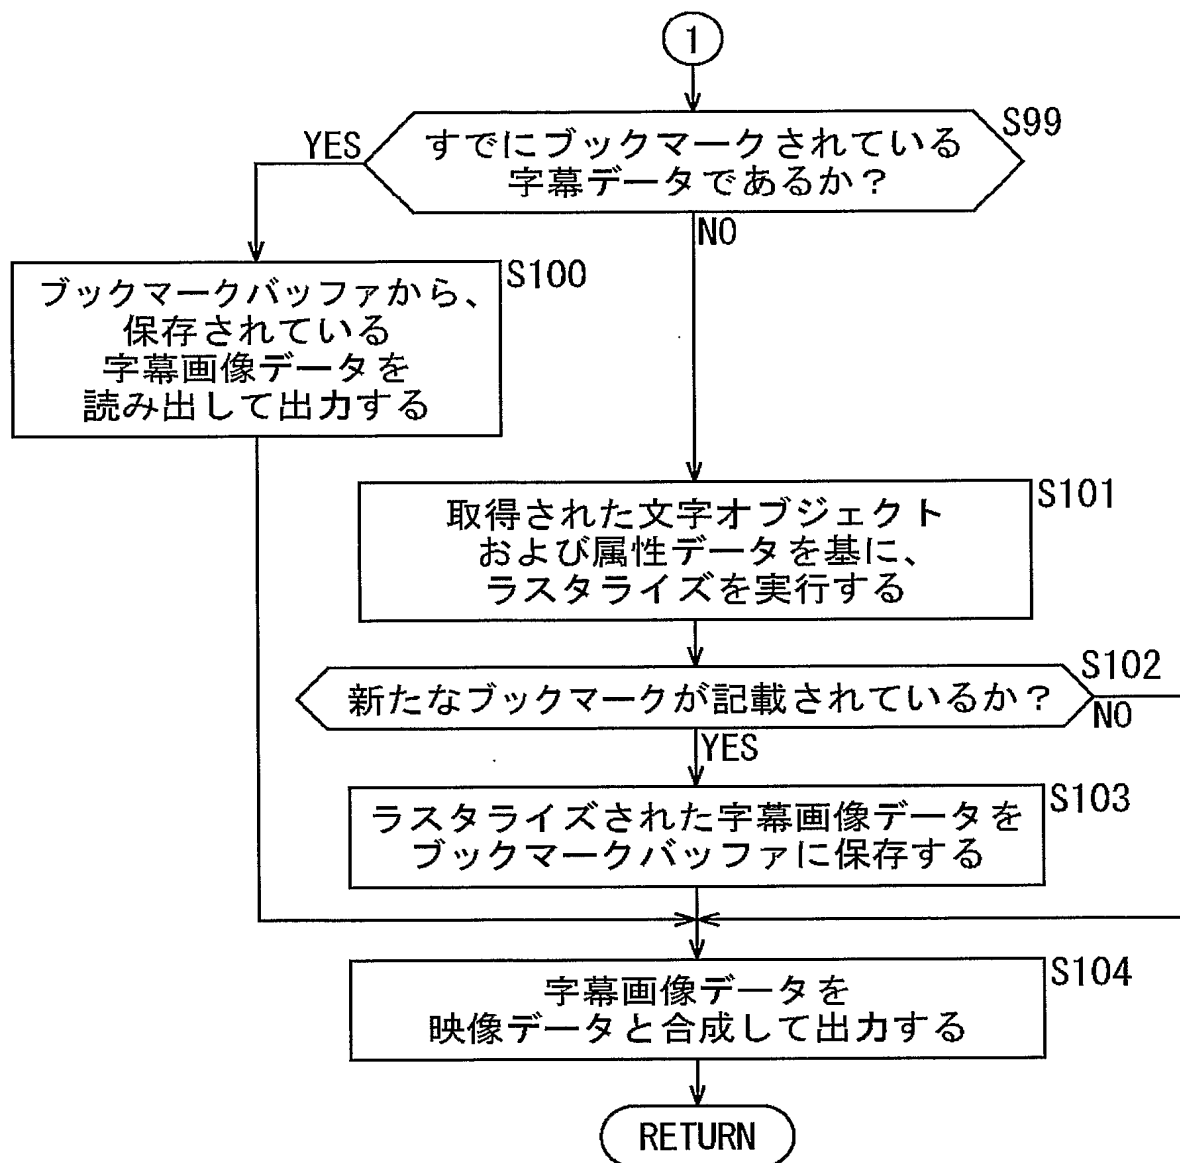 1
すでにブックマークされている
字幕データであるか？
S99
YES
NO
ブックマークバッファから、
保存されている
字幕画像データを
読み出して出力する
S100
取得された文字オブジェクト
および属性データを基に、
ラスタライズを実行する
S101
新たなブックマークが記載されているか？
S102
NO
YES
ラスタライズされた字幕画像データを
ブックマークバッファに保存する
S103
字幕画像データを
映像データと合成して出力する
S104
RETURN